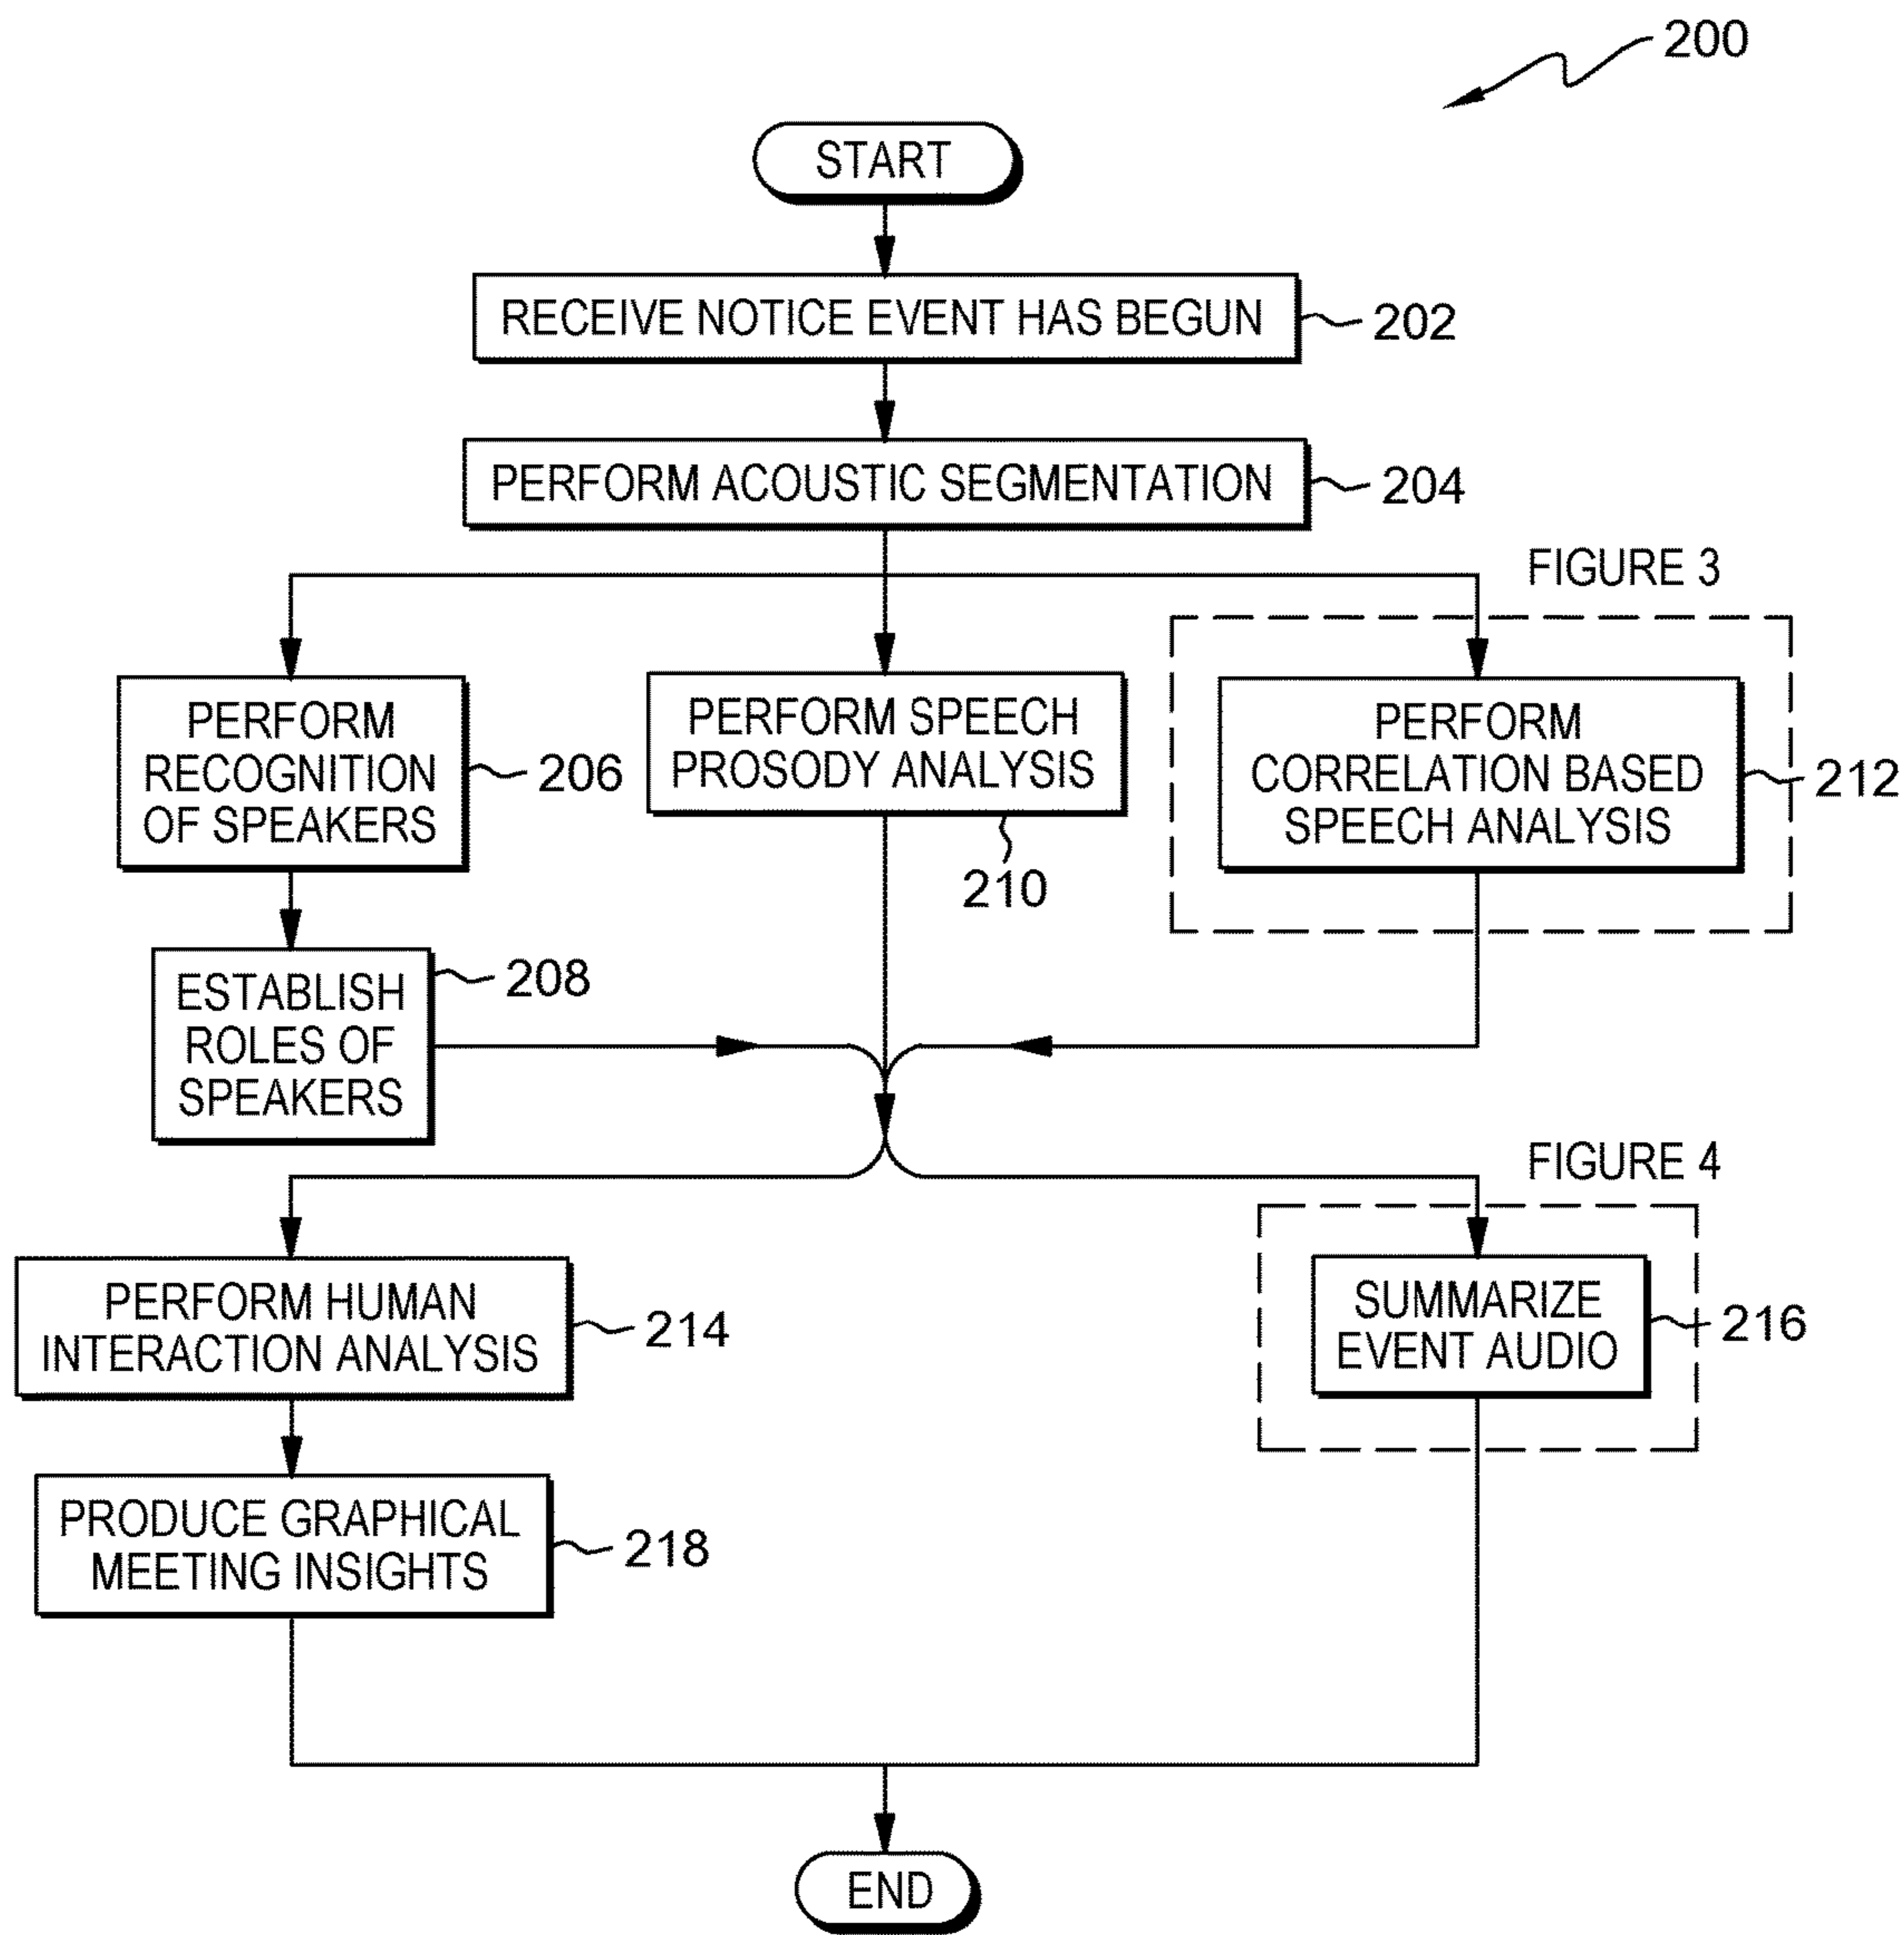 200
START
RECEIVE NOTICE EVENT HAS BEGUN
202
PERFORM ACOUSTIC SEGMENTATION
204
FIGURE 3
PERFORM
RECOGNITION
OF SPEAKERS
206
PERFORM SPEECH
PROSODY ANALYSIS
210
PERFORM
CORRELATION BASED
SPEECH ANALYSIS
212
ESTABLISH
ROLES OF
SPEAKERS
208
FIGURE 4
PERFORM HUMAN
INTERACTION ANALYSIS
214
SUMMARIZE
EVENT AUDIO
216
PRODUCE GRAPHICAL
MEETING INSIGHTS
218
END